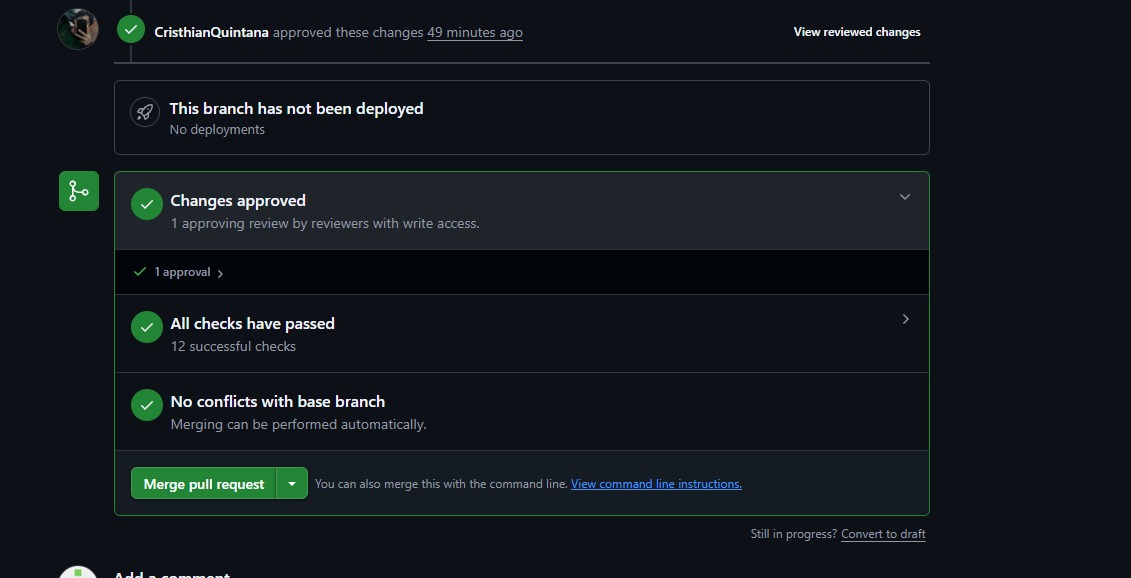 CristhianQuintana approved these changes 49 minutes ago
View reviewed changes
This branch has not been deployed
No deployments
Changes approved
1 approving review by reviewers with write access.
1 approval
All checks have passed
12 successful checks
No conflicts with base branch
Merging can be performed automatically.
Merge pull request
You can also merge this with the command line. View command line instructions.
Still in progress? Convert to draft
Add a comment